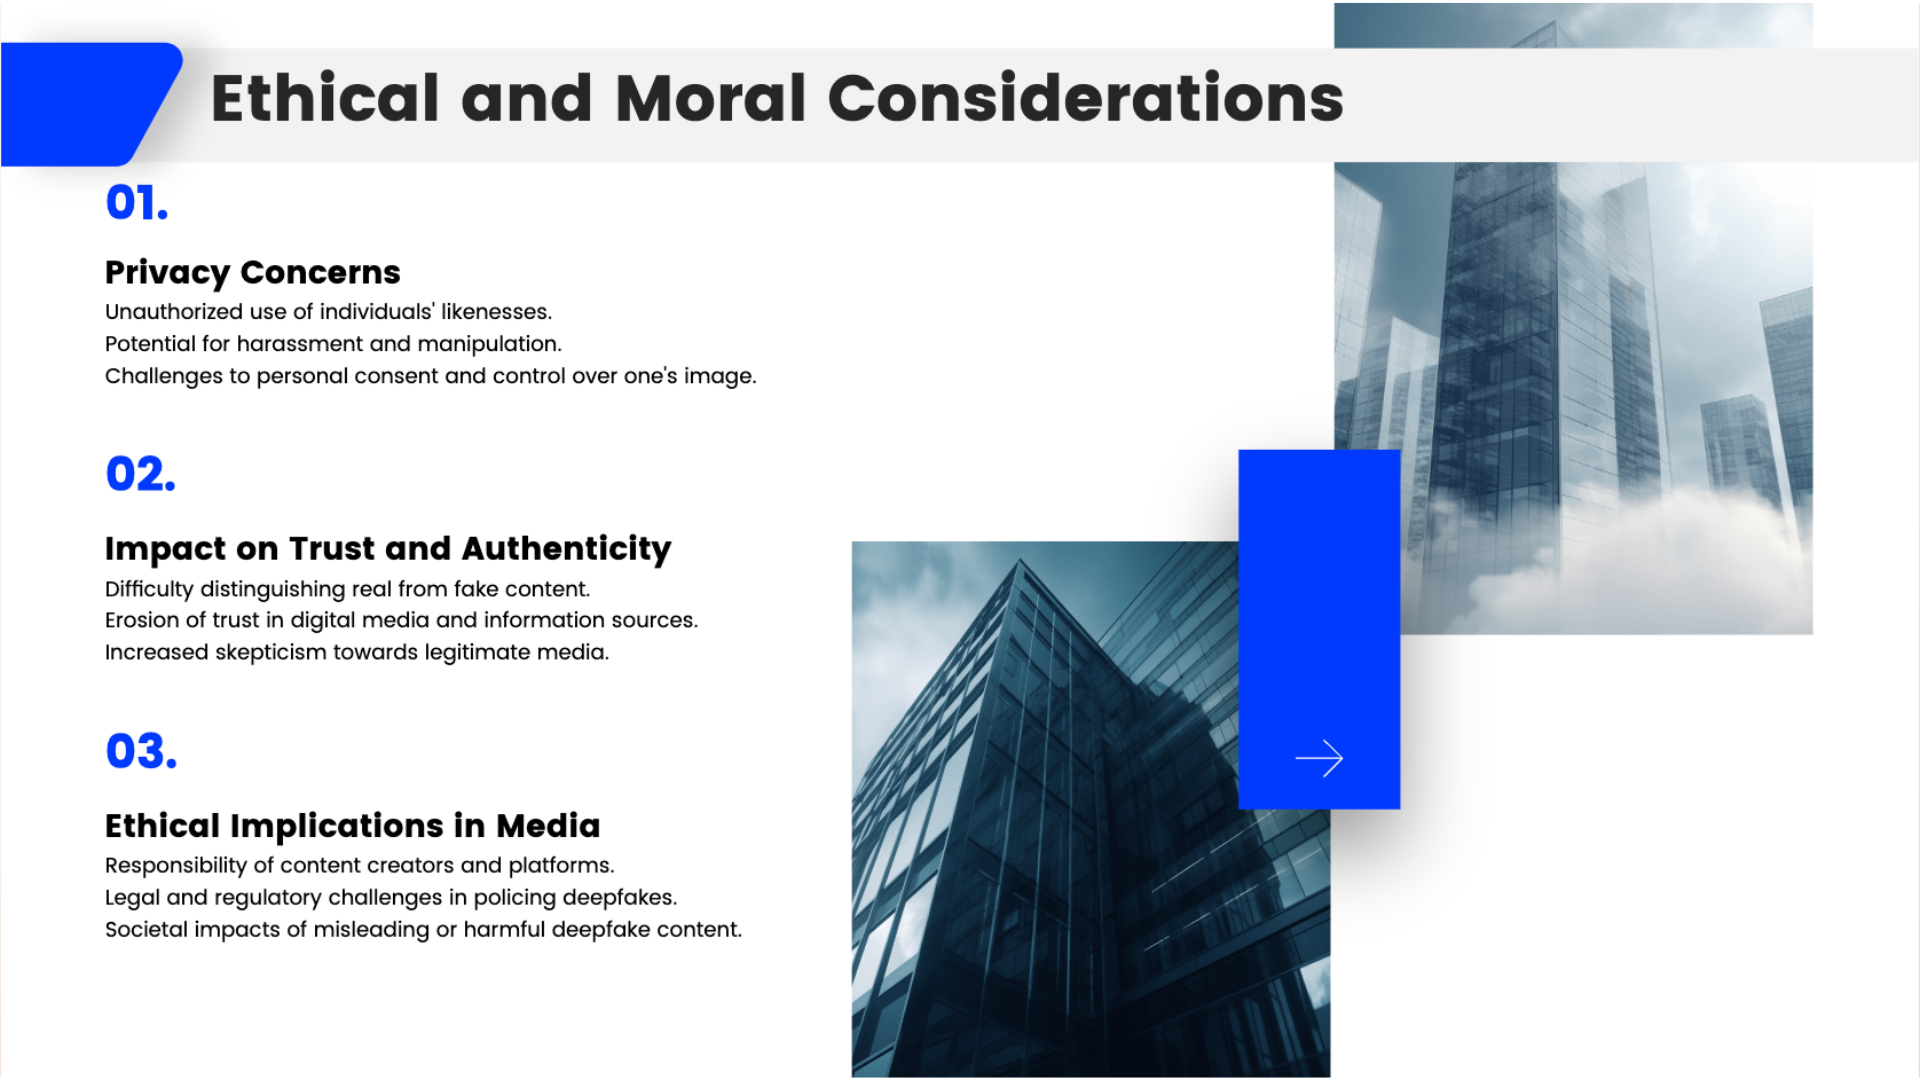 Ethical and Moral Considerations
01.
Privacy Concerns
Unauthorized use of individuals' likenesses.
Potential for harassment and manipulation.
Challenges to personal consent and control over one's image.
02.
Impact on Trust and Authenticity
Difficulty distinguishing real from fake content.
Erosion of trust in digital media and information sources.
Increased skepticism towards legitimate media.
03.
Ethical Implications in Media
Responsibility of content creators and platforms.
Legal and regulatory challenges in policing deepfakes.
Societal impacts of misleading or harmful deepfake content.